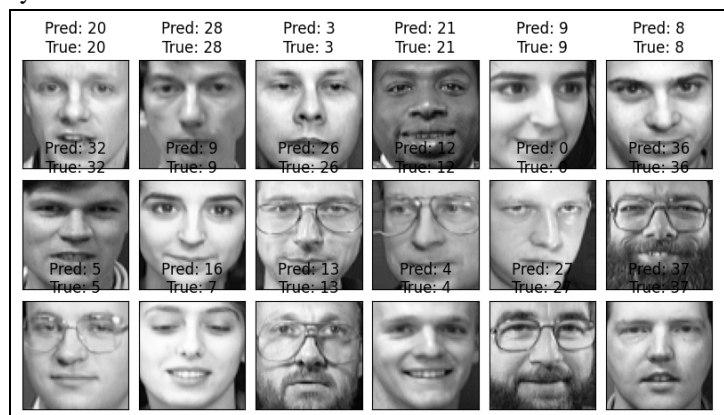 Pred: 20 Pred: 28 Pred: 3 Pred: 21 Pred: 9 Pred: 8
True: 20 True: 28 True: 3 True: 21 True: 9 True: 8
Pred: 32 Pred: 9 Pred: 26 Pred: 12 Pred: 0 Pred: 36
True: 32 True: 9 True: 26 True: 12 True: 0 True: 36
Pred: 5 Pred: 16 Pred: 13 Pred: 4 Pred: 27 Pred: 37
True: 5 True: 7 True: 13 True: 4 True: 27 True: 37